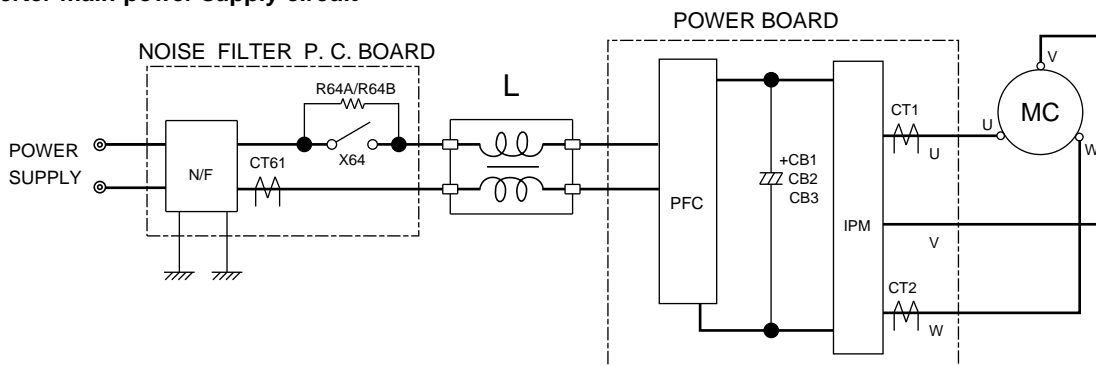 POWER BOARD
NOISE FILTER P. C. BOARD
R64A/R64B
L
V
CT1
MC
U
POWER
SUPPLY
N/F
CT61
X64
U
W
+CB1
CB2
CB3
PFC
IPM
V
CT2
W